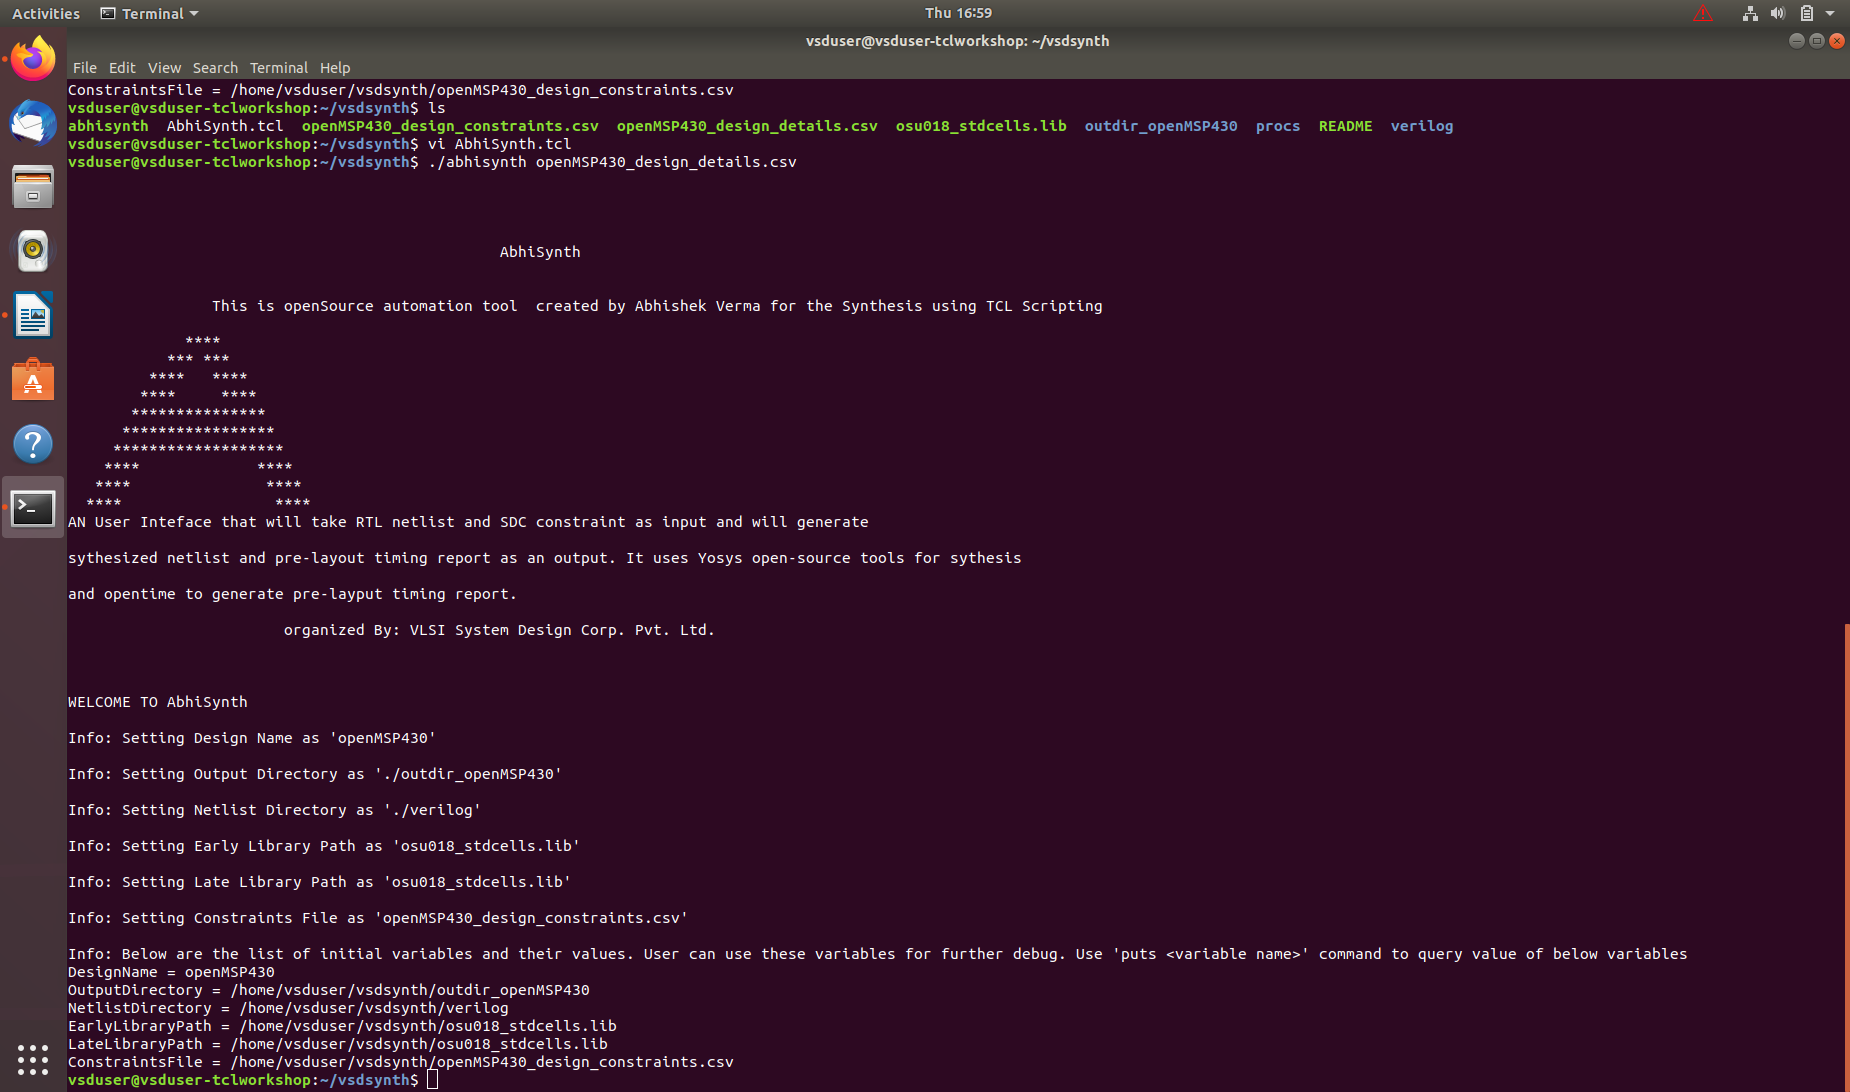 Activities Terminal Thu 16:59
vsduser@vsduser-tclworkshop: ~/vsdsynth
File Edit View Search Terminal Help
ConstraintsFile = /home/vsduser/vsdsynth/openMSP430_design_constraints.csv
vsduser@vsduser-tclworkshop:~/vsdsynth$ ls
abhisynth  AbhiSynth.tcl  openMSP430_design_constraints.csv  openMSP430_design_details.csv  osu018_stdcells.lib  outdir_openMSP430  procs  README  verilog
vsduser@vsduser-tclworkshop:~/vsdsynth$ vi AbhiSynth.tcl
vsduser@vsduser-tclworkshop:~/vsdsynth$ ./abhisynth openMSP430_design_details.csv
AbhiSynth
This is openSource automation tool  created by Abhishek Verma for the Synthesis using TCL Scripting
             ****
           *** ***
         ****   ****
        ****     ****
       ***************
      *****************
     *******************
    ****             ****
   ****               ****
  ****                 ****
AN User Inteface that will take RTL netlist and SDC constraint as input and will generate
sythesized netlist and pre-layout timing report as an output. It uses Yosys open-source tools for sythesis
and opentime to generate pre-layput timing report.
organized By: VLSI System Design Corp. Pvt. Ltd.
WELCOME TO AbhiSynth
Info: Setting Design Name as 'openMSP430'
Info: Setting Output Directory as './outdir_openMSP430'
Info: Setting Netlist Directory as './verilog'
Info: Setting Early Library Path as 'osu018_stdcells.lib'
Info: Setting Late Library Path as 'osu018_stdcells.lib'
Info: Setting Constraints File as 'openMSP430_design_constraints.csv'
Info: Below are the list of initial variables and their values. User can use these variables for further debug. Use 'puts <variable name>' command to query value of below variables
DesignName = openMSP430
OutputDirectory = /home/vsduser/vsdsynth/outdir_openMSP430
NetlistDirectory = /home/vsduser/vsdsynth/verilog
EarlyLibraryPath = /home/vsduser/vsdsynth/osu018_stdcells.lib
LateLibraryPath = /home/vsduser/vsdsynth/osu018_stdcells.lib
ConstraintsFile = /home/vsduser/vsdsynth/openMSP430_design_constraints.csv
vsduser@vsduser-tclworkshop:~/vsdsynth$